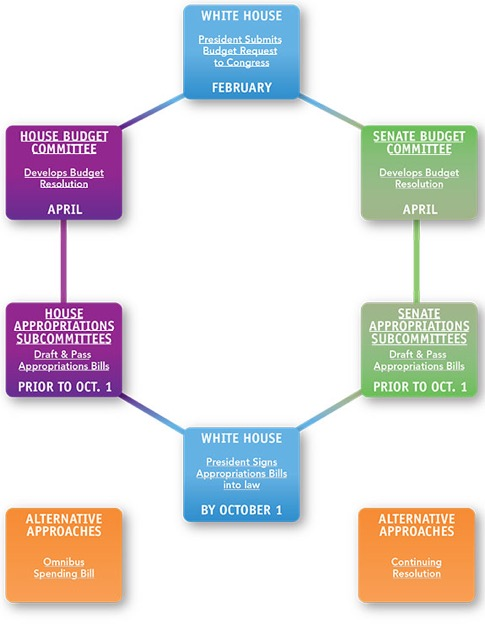 WHITE HOUSE
President Submits
Budget Request
to Congress
FEBRUARY
HOUSE BUDGET
COMMITTEE
Develops Budget
Resolution
APRIL
SENATE BUDGET
COMMITTEE
Develops Budget
Resolution
APRIL
HOUSE
APPROPRIATIONS
SUBCOMMITTEES
Draft & Pass
Appropriations Bills
PRIOR TO OCT. 1
SENATE
APPROPRIATIONS
SUBCOMMITTEES
Draft & Pass
Appropriations Bills
PRIOR TO OCT. 1
WHITE HOUSE
President Signs
Appropriations Bills
into law
BY OCTOBER 1
ALTERNATIVE
APPROACHES
Omnibus
Spending Bill
ALTERNATIVE
APPROACHES
Continuing
Resolution